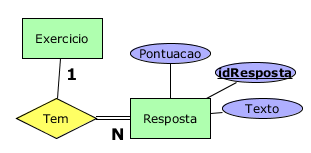 Exercicio
Pontuacao
1
idResposta
Texto
Tem
Resposta
N